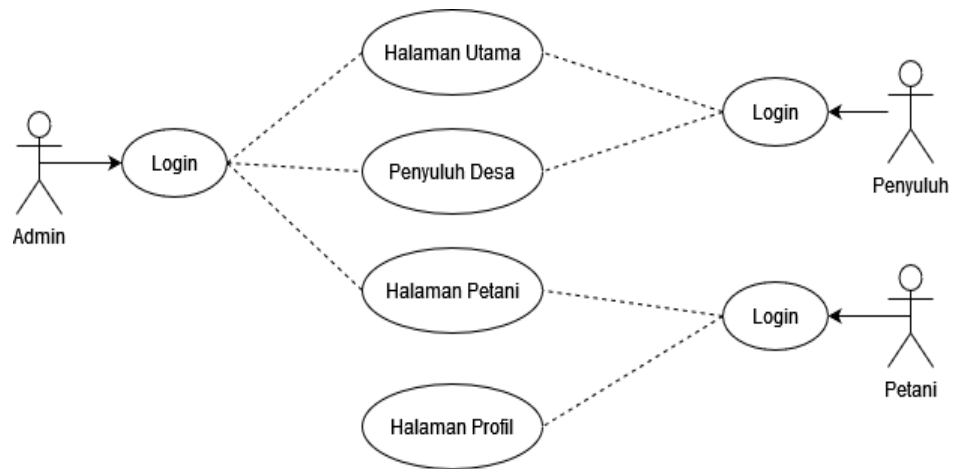 Halaman Utama
Login
Login
Penyuluh Desa
Penyuluh
Admin
Halaman Petani
Login
Petani
Halaman Profil